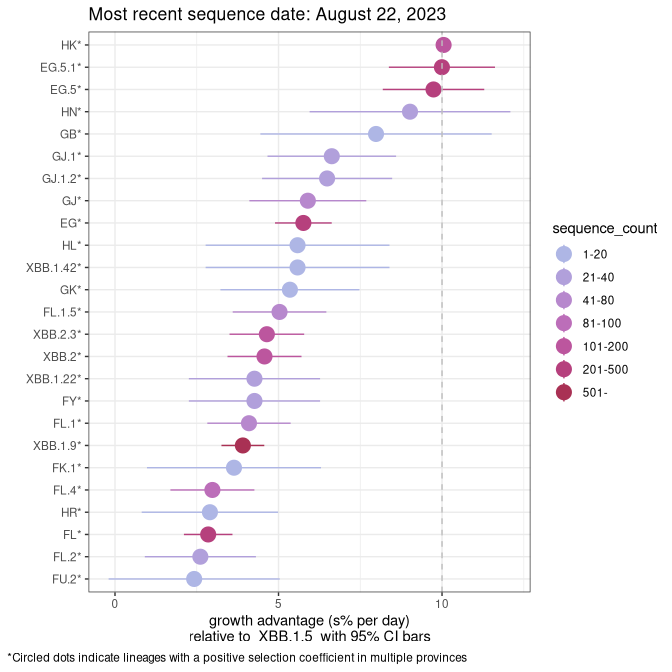 Most recent sequence date: August 22, 2023
HK*
EG.5.1*
EG.5*
HN*
GB*
GJ.1*
GJ.1.2*
GJ*
EG*
HL*
XBB.1.42*
GK*
FL.1.5*
XBB.2.3*
XBB.2*
XBB.1.22*
FY*
FL.1*
XBB.1.9*
FK.1*
FL.4*
HR*
FL*
FL.2*
FU.2*
0 5 10
growth advantage (s% per day)
relative to XBB.1.5 with 95% CI bars
sequence_count
1-20
21-40
41-80
81-100
101-200
201-500
501-
*Circled dots indicate lineages with a positive selection coefficient in multiple provinces